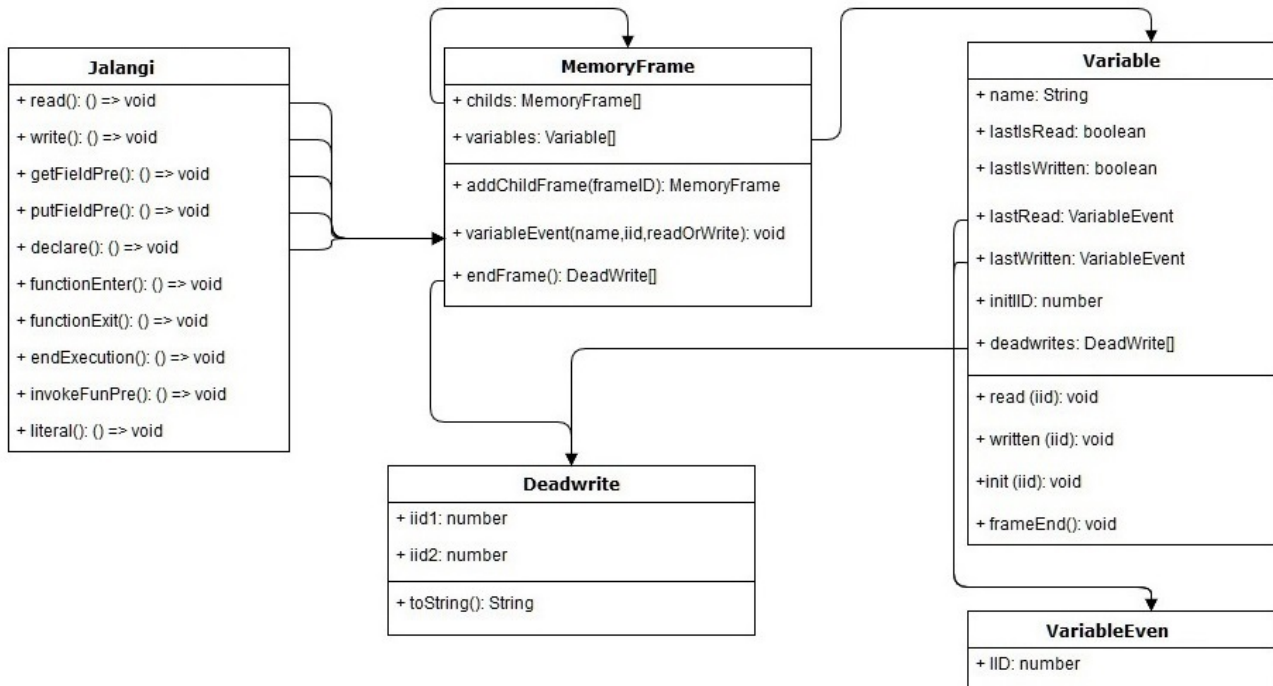 Jalangi
+ read(): () => void
+ write(): () => void
+ getFieldPre(): () => void
+ putFieldPre(): () => void
+ declare(): () => void
+ functionEnter(): () => void
+ functionExit(): () => void
+ endExecution(): () => void
+ invokeFunPre(): () => void
+ literal(): () => void
MemoryFrame
+ childs: MemoryFrame[]
+ variables: Variable[]
+ addChildFrame(frameID): MemoryFrame
+ variableEvent(name,iid,readOrWrite): void
+ endFrame(): DeadWrite[]
Variable
+ name: String
+ lastIsRead: boolean
+ lastIsWritten: boolean
+ lastRead: VariableEvent
+ lastWritten: VariableEvent
+ initIID: number
+ deadwrites: DeadWrite[]
+ read (iid): void
+ written (iid): void
+init (iid): void
+ frameEnd(): void
Deadwrite
+ iid1: number
+ iid2: number
+ toString(): String
VariableEven
+ IID: number